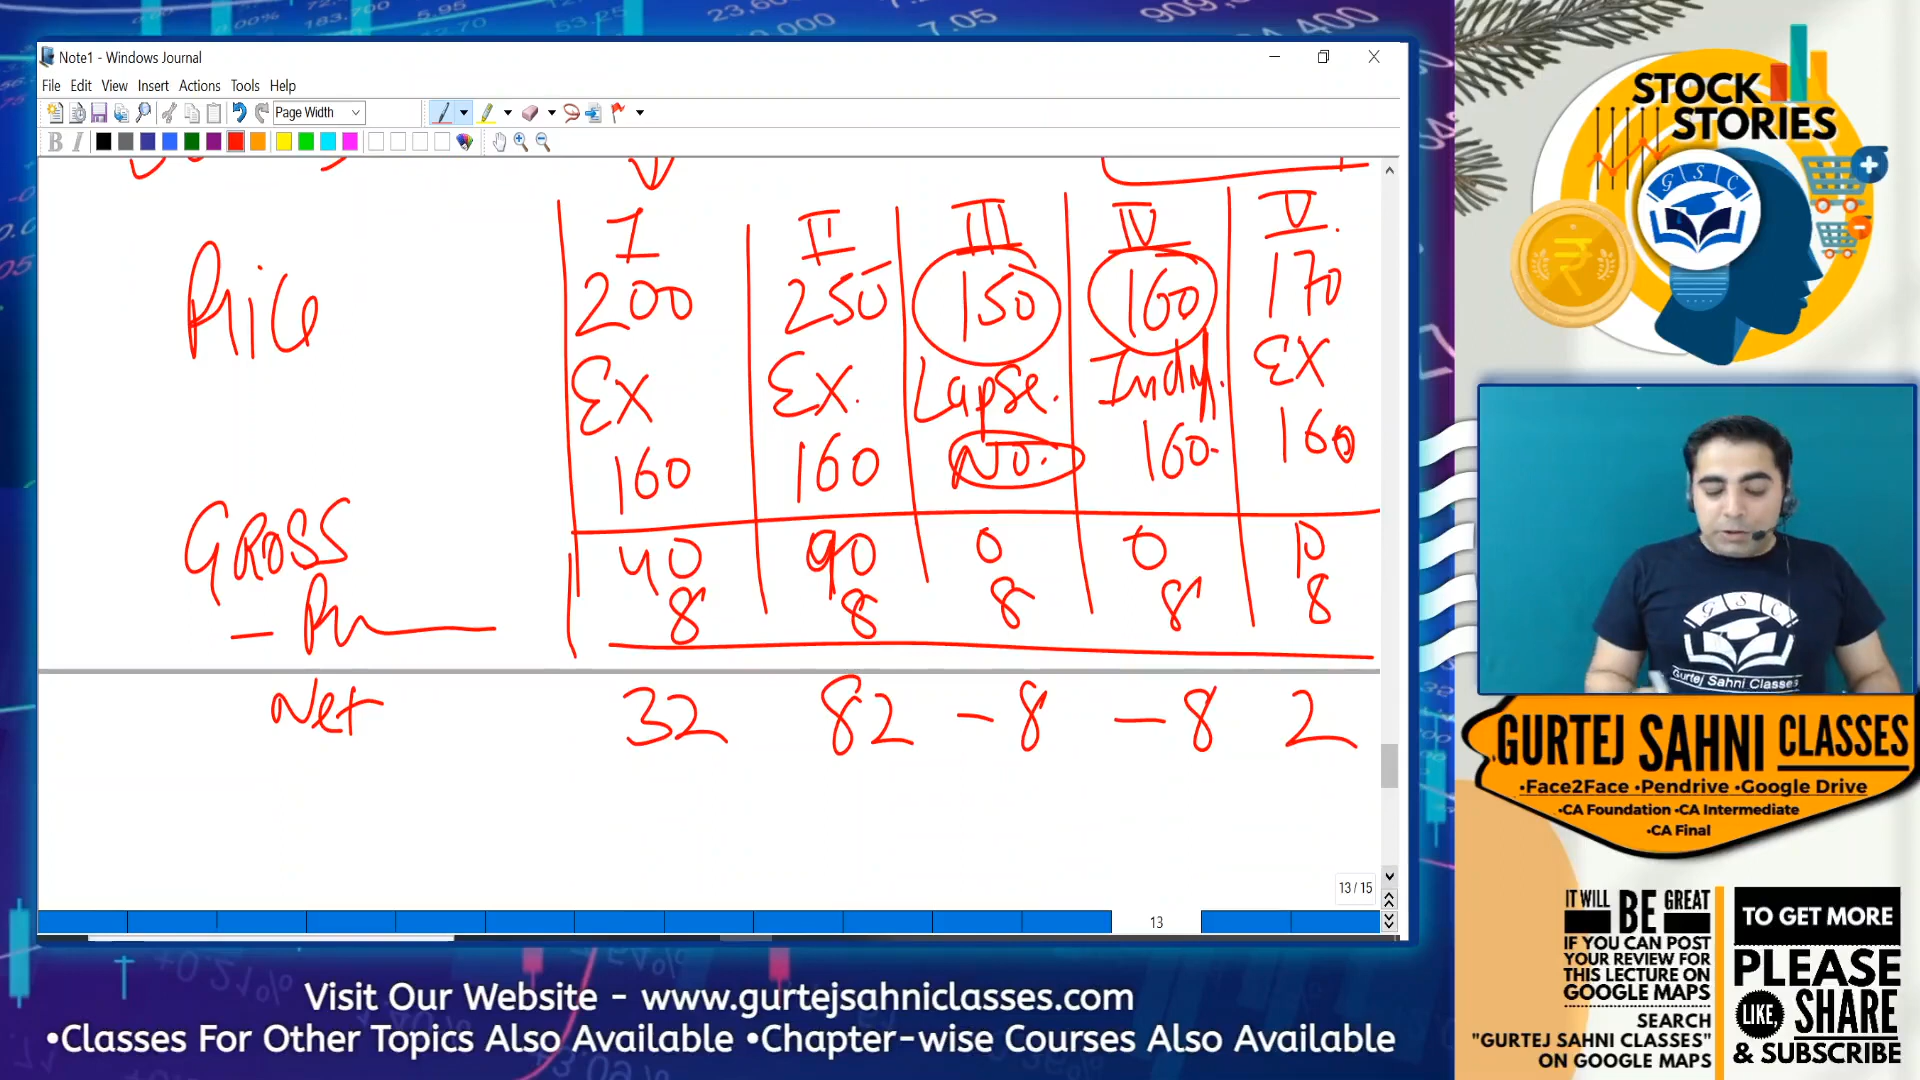 Note1 - Windows Journal
File Edit View Insert Actions Tools Help
Page Width
B I
I II III IV V.
Price 200 250 150 160 170
EX EX. Lapse. Indif. EX
160 160 No. 160. 160
GROSS 40 90 0 0 10
8 8 8 8 8
Net 32 82 -8 -8 2
13 / 15
13
STOCK
STORIES
G S C
G S C
Gurtej Sahni Classes
GURTEJ SAHNI CLASSES
•Face2Face •Pendrive •Google Drive
•CA Foundation •CA Intermediate
•CA Final
IT WILL BE GREAT
IF YOU CAN POST
YOUR REVIEW FOR
THIS LECTURE ON
GOOGLE MAPS
SEARCH
"GURTEJ SAHNI CLASSES"
ON GOOGLE MAPS
TO GET MORE
PLEASE
LIKE, SHARE
& SUBSCRIBE
Visit Our Website - www.gurtejsahniclasses.com
•Classes For Other Topics Also Available •Chapter-wise Courses Also Available